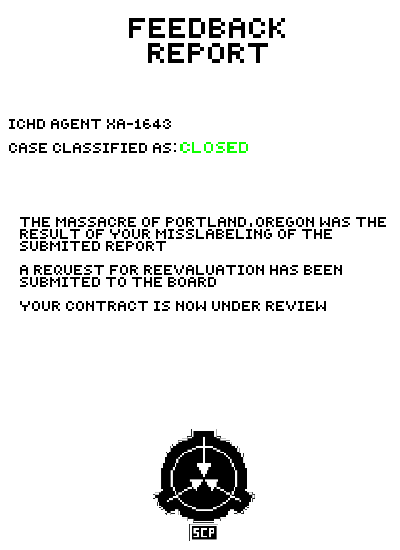 FEEDBACK
REPORT
ICHD AGENT XA-1643
CASE CLASSIFIED AS:CLOSED
THE MASSACRE OF PORTLAND,OREGON WAS THE
RESULT OF YOUR MISSLABELING OF THE
SUBMITED REPORT
A REQUEST FOR REEVALUATION HAS BEEN
SUBMITED TO THE BOARD
YOUR CONTRACT IS NOW UNDER REVIEW
SCP